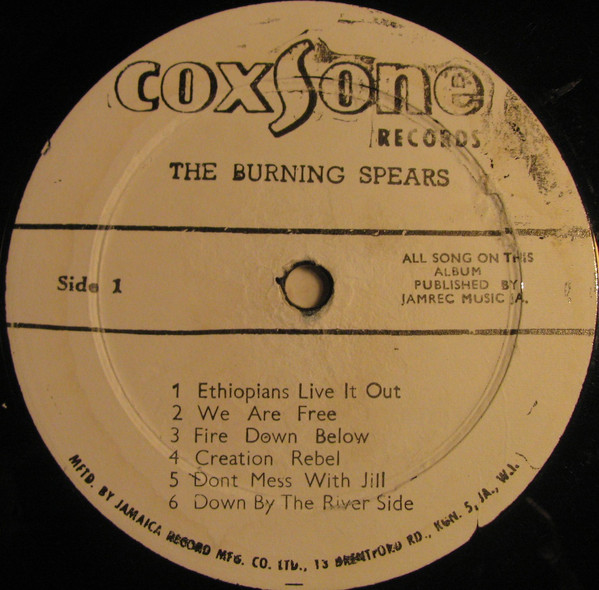 coxsone
RECORDS
THE BURNING SPEARS
Side 1
ALL SONG ON THIS
ALBUM
PUBLISHED BY
JAMREC MUSIC JA.
1 Ethiopians Live It Out
2 We Are Free
3 Fire Down Below
4 Creation Rebel
5 Dont Mess With Jill
6 Down By The River Side
MFTD. BY JAMAICA RECORD MFG. CO. LTD., 13 BRENTFORD RD., KGN. 5, JA., W.I.